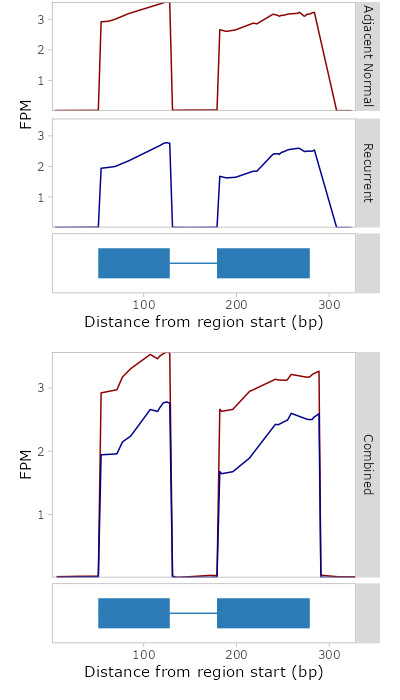 3
2
1
Adjacent Normal
FPM
3
2
1
Recurrent
100
200
300
Distance from region start (bp)
3
2
1
Combined
FPM
100
200
300
Distance from region start (bp)